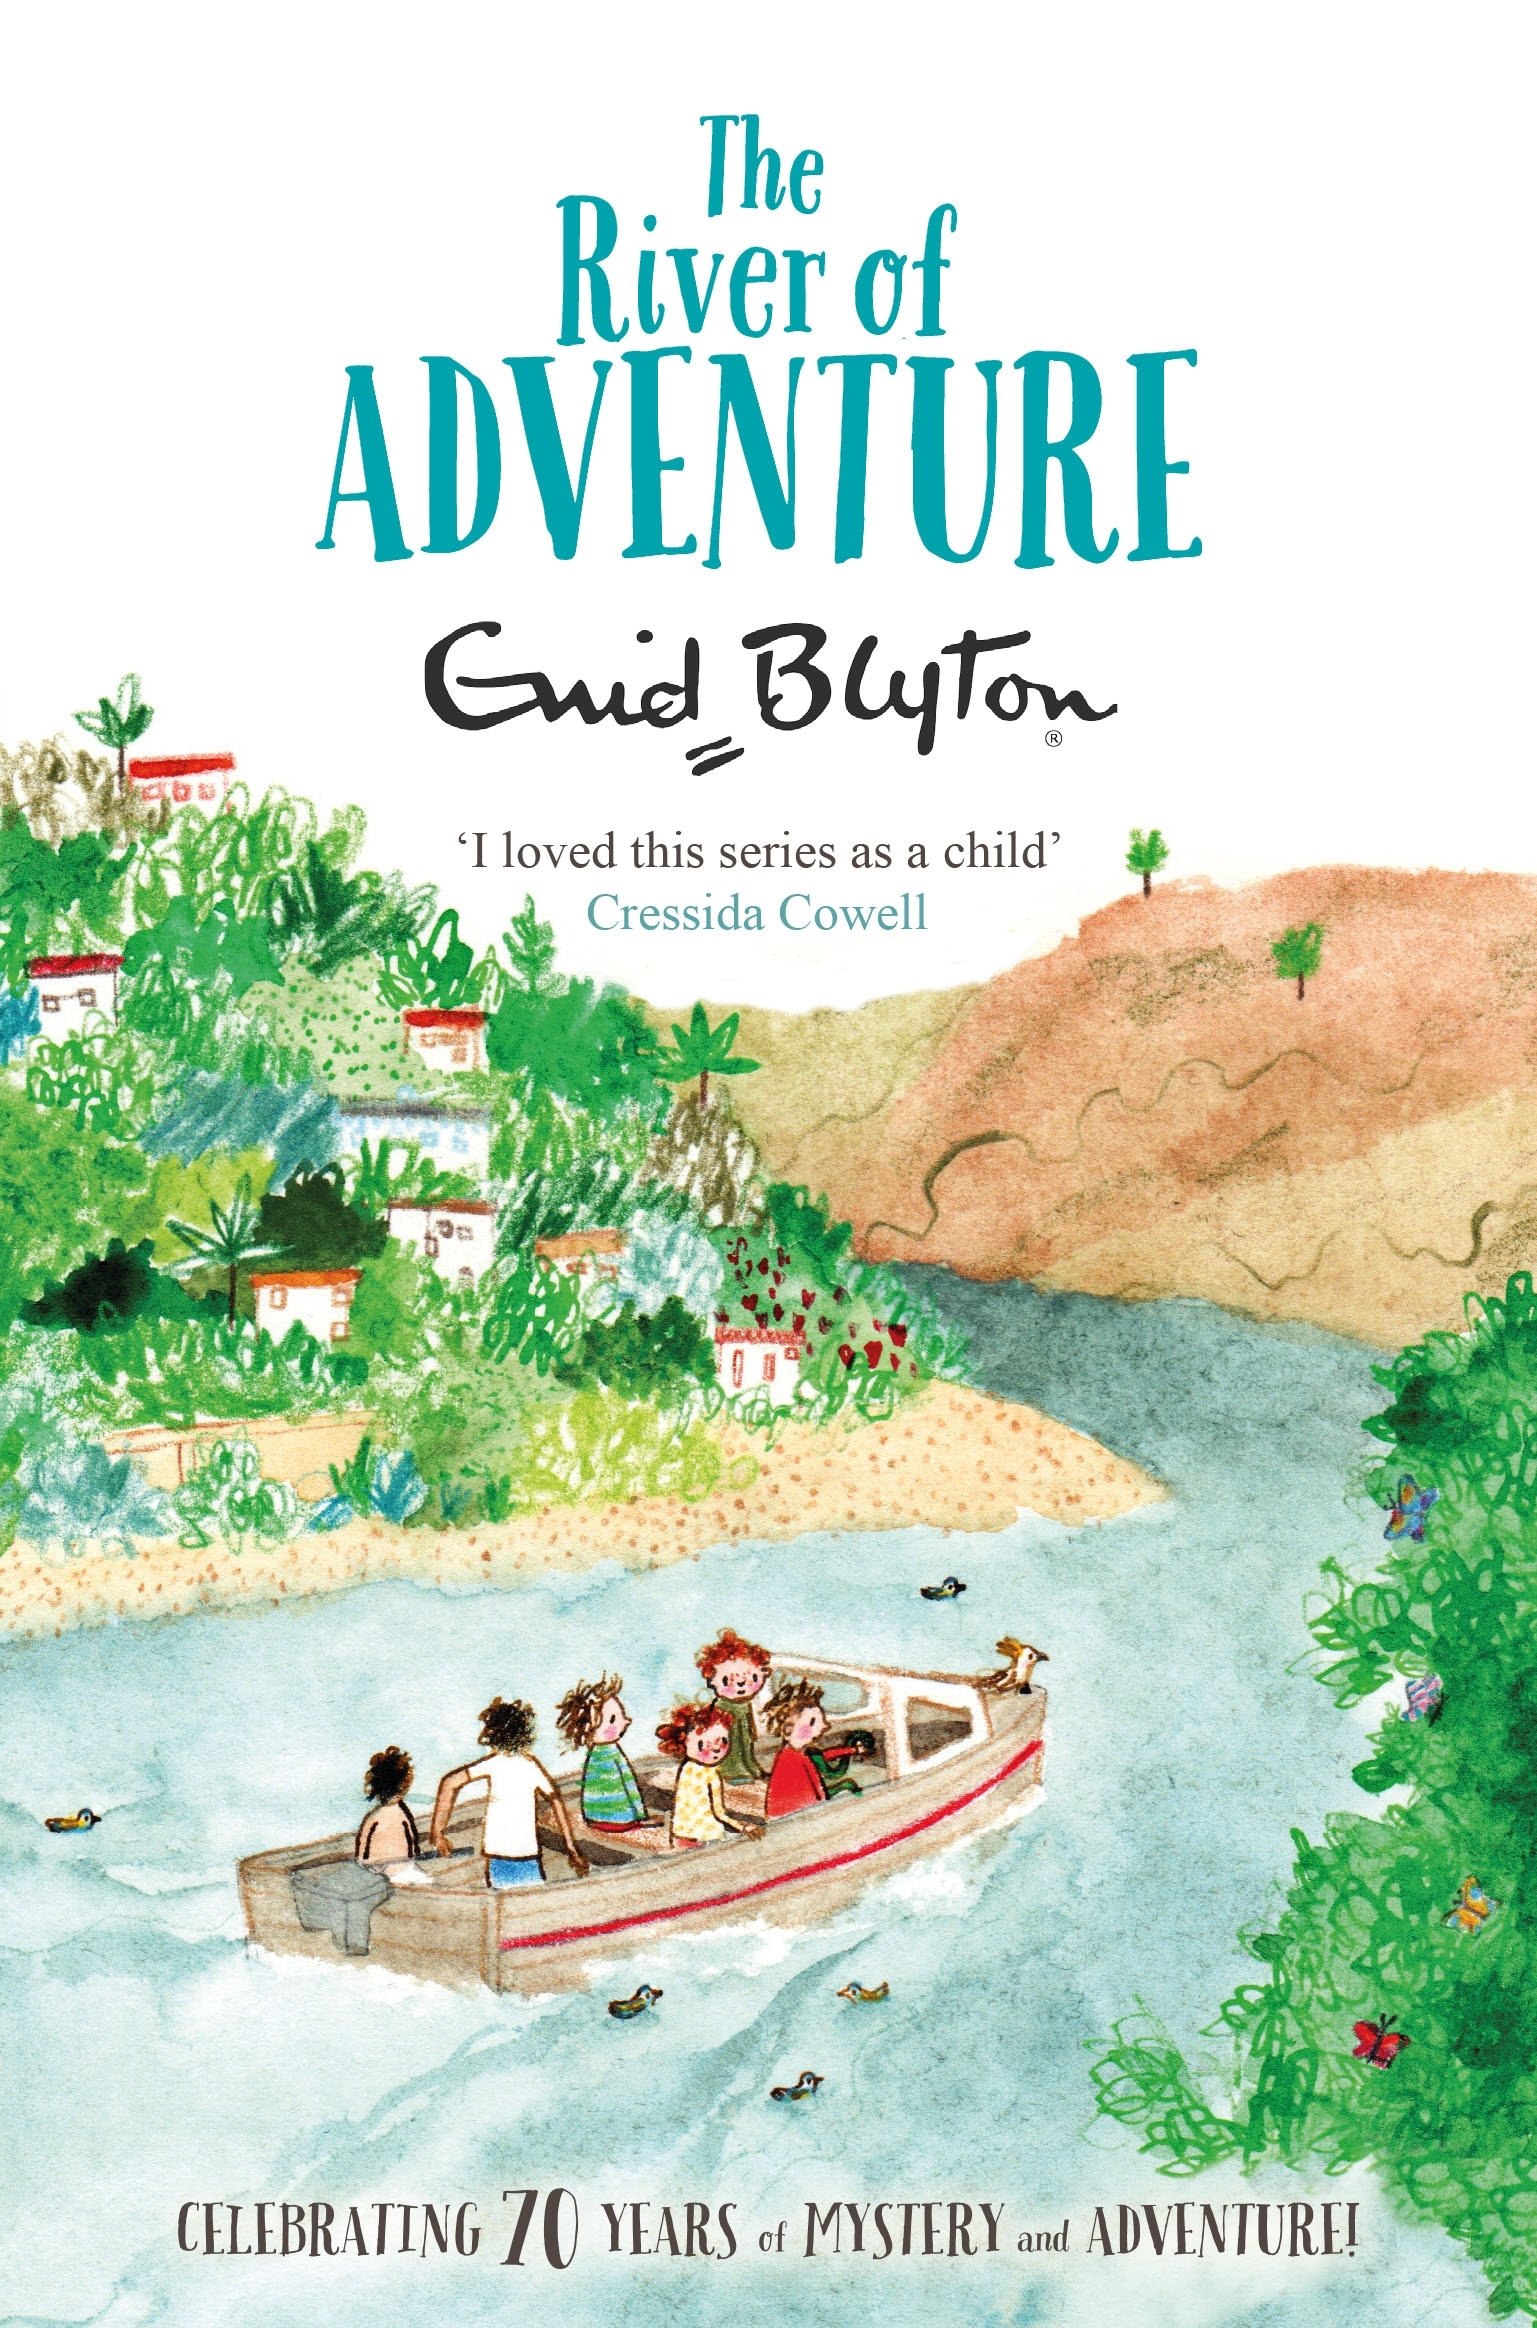 The
River of
ADVENTURE
Enid Blyton
®
‘I loved this series as a child’
Cressida Cowell
CELEBRATING 70 YEARS of MYSTERY and ADVENTURE!